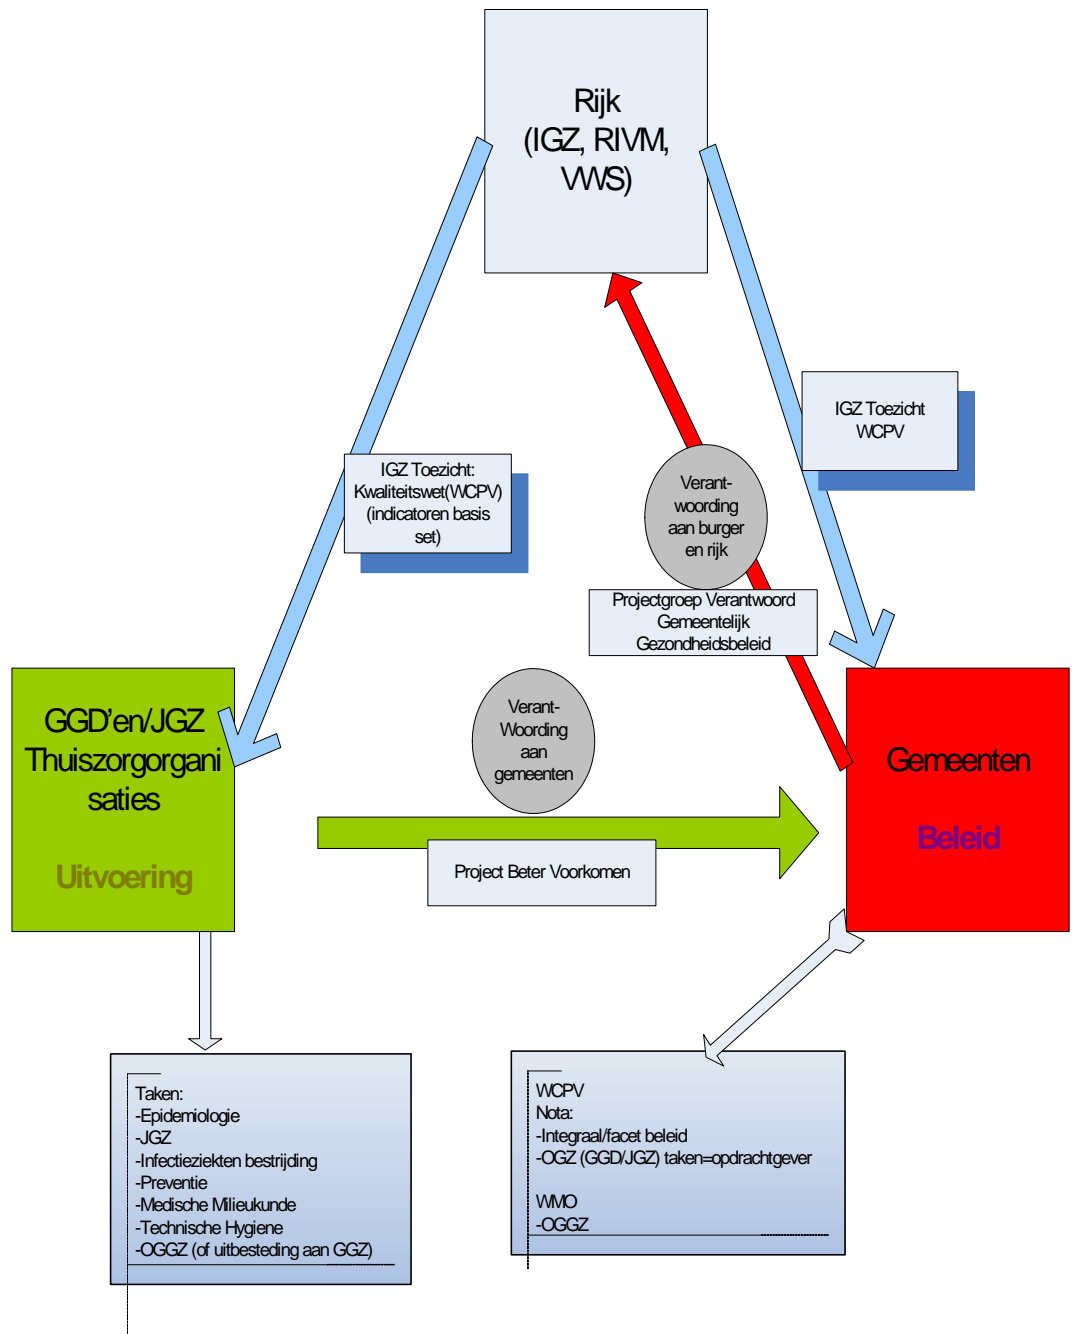 Rijk
(IGZ, RIVM,
VWS)
IGZ Toezicht
WCPV
IGZ Toezicht:
Kwaliteitswet(WCPV)
(indicatoren basis
set)
Verant-
woording
aan burger
en rijk
Projectgroep Verantwoord
Gemeentelijk
Gezondheidsbeleid
GGD'en/JGZ
Thuiszorgorgani
saties
Uitvoering
Verant-
Woording
aan
gemeenten
Project Beter Voorkomen
Gemeenten
Beleid
Taken:
-Epidemiologie
-JGZ
-Infectieziekten bestrijding
-Preventie
-Medische Milieukunde
-Technische Hygiene
-OGGZ (of uitbesteding aan GGZ)
WCPV
Nota:
-Integraal/facet beleid
-OGZ (GGD/JGZ) taken=opdrachtgever
WMO
-OGGZ